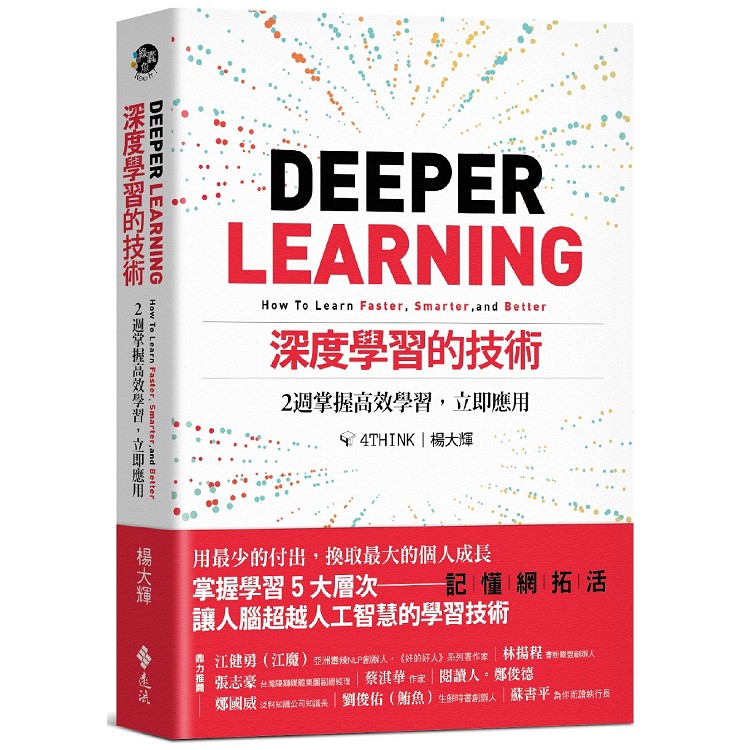 DEEPER LEARNING
深度學習的技術
How To Learn Faster, Smarter,and Better
2週掌握高效學習，立即應用
楊大輝
遠流
DEEPER
LEARNING
How To Learn Faster, Smarter,and Better
深度學習的技術
2週掌握高效學習，立即應用
4THINK｜楊大輝
用最少的付出，換取最大的個人成長
掌握學習5大層次——記｜懂｜網｜拓｜活
讓人腦超越人工智慧的學習技術
鼎力推薦
江健勇（江魔）亞洲最辣NLP創辦人，《奸的好人》系列書作家｜林揚程 書粉聯盟創辦人
張志豪 台灣陽獅媒體集團副總經理｜蔡淇華 作家｜閱讀人。鄭俊德
鄭國威 泛科知識公司知識長｜劉俊佑（鮪魚）生鮮時書創辦人｜蘇書平 為你而讀執行長